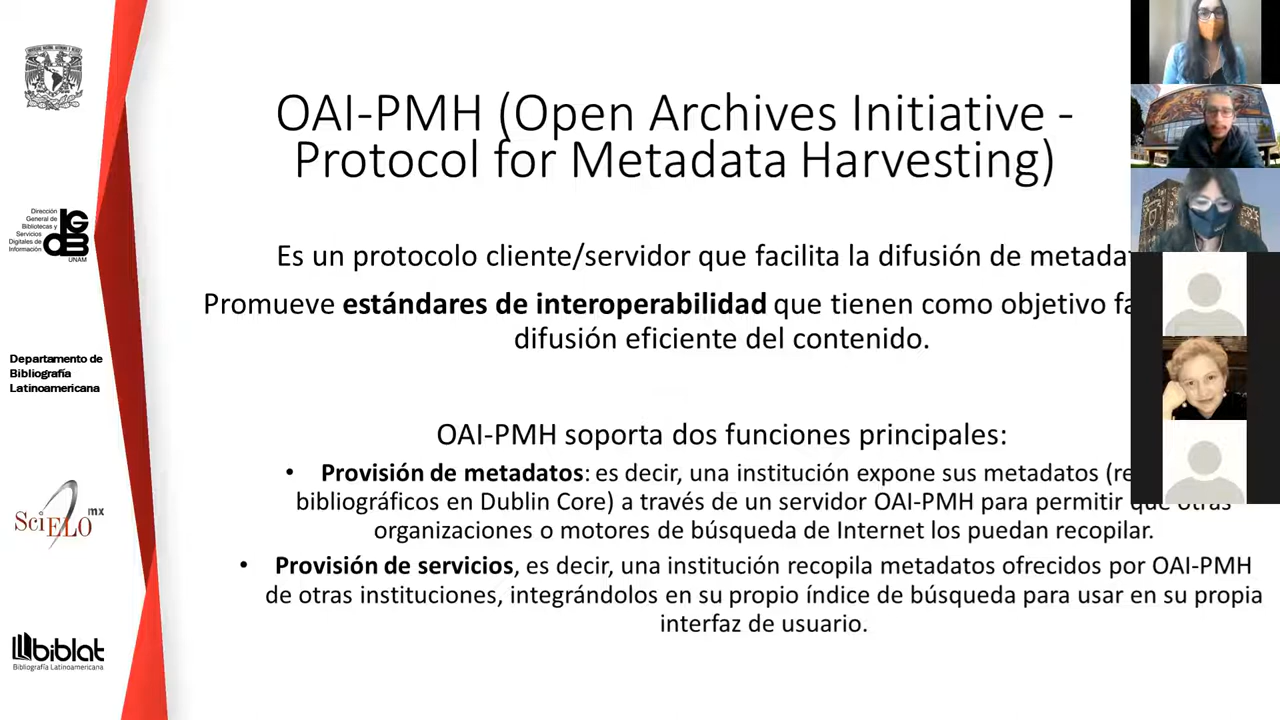 OAI-PMH (Open Archives Initiative -
Protocol for Metadata Harvesting)
Es un protocolo cliente/servidor que facilita la difusión de
Promueve estándares de interoperabilidad que tienen como objetivo
difusión eficiente del contenido.
OAI-PMH soporta dos funciones principales:
• Provisión de metadatos: es decir, una institución expone sus metadatos
bibliográficos en Dublin Core) a través de un servidor OAI-PMH para permitir que otras
organizaciones o motores de búsqueda de Internet los puedan recopilar.
• Provisión de servicios, es decir, una institución recopila metadatos ofrecidos por OAI-PMH
de otras instituciones, integrándolos en su propio índice de búsqueda para usar en su propia
interfaz de usuario.
Dirección
General de
Bibliotecas y
Servicios
Digitales de
Información
DGB
UNAM
Departamento de
Bibliografía
Latinoamericana
SciELO mx
biblat
Bibliografía Latinoamericana